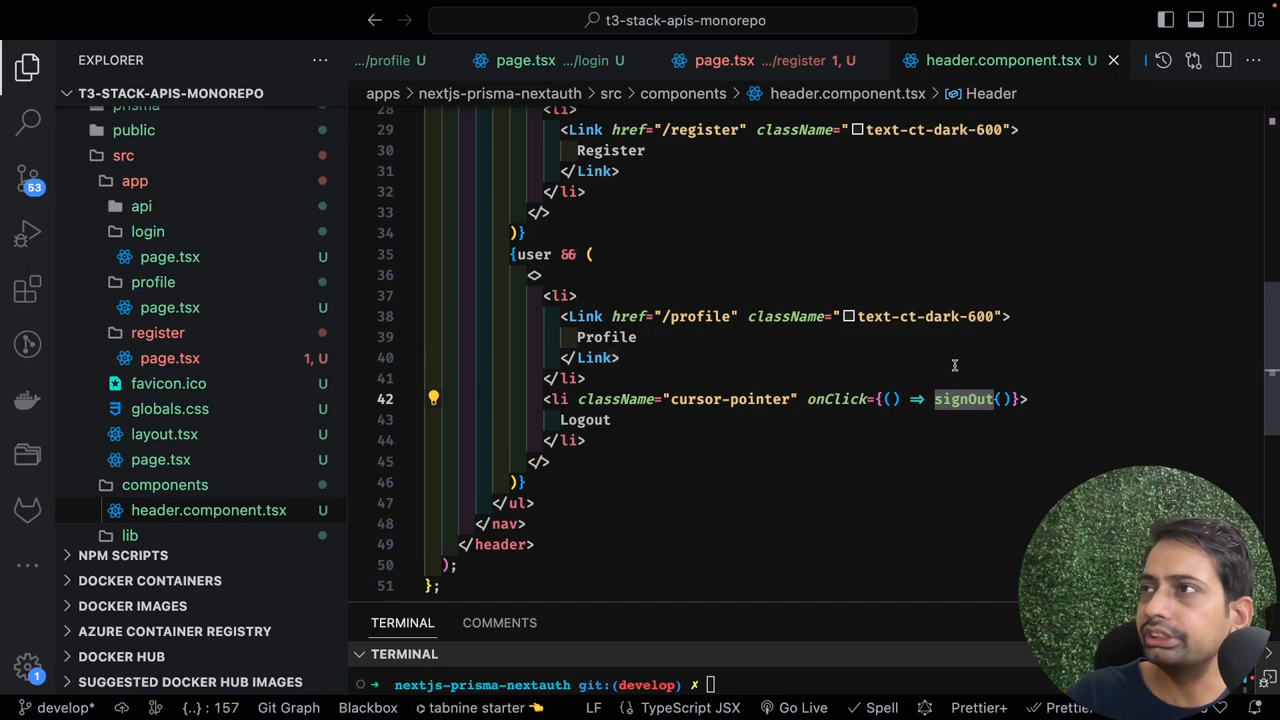 t3-stack-apis-monorepo
EXPLORER
.../profile U
page.tsx .../login U
page.tsx .../register 1, U
header.component.tsx U
T3-STACK-APIS-MONOREPO
apps > nextjs-prisma-nextauth > src > components > header.component.tsx > Header
prisma
public
src
app
api
login
page.tsx U
profile
page.tsx U
register
page.tsx 1, U
favicon.ico U
globals.css U
layout.tsx U
page.tsx U
components
header.component.tsx U
lib
NPM SCRIPTS
DOCKER CONTAINERS
DOCKER IMAGES
AZURE CONTAINER REGISTRY
DOCKER HUB
SUGGESTED DOCKER HUB IMAGES
53
1
28 <li>
29 <Link href="/register" className="text-ct-dark-600">
30 Register
31 </Link>
32 </li>
33 </>
34 )}
35 {user && (
36 <>
37 <li>
38 <Link href="/profile" className="text-ct-dark-600">
39 Profile
40 </Link>
41 </li>
42 <li className="cursor-pointer" onClick={() => signOut()}>
43 Logout
44 </li>
45 </>
46 )}
47 </ul>
48 </nav>
49 </header>
50 );
51 };
TERMINAL COMMENTS
TERMINAL
→ nextjs-prisma-nextauth git:(develop) ✗
develop* {..} : 157 Git Graph Blackbox tabnine starter LF TypeScript JSX Go Live Spell Prettier+ Prettier